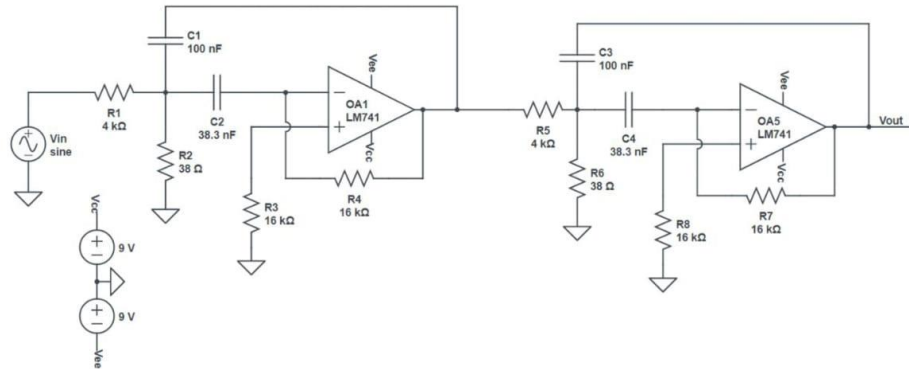 C1
100 nF
R1
4 kΩ
C2
38.3 nF
Vee
OA1
LM741
Vcc
Vin
sine
R2
38 Ω
R3
16 kΩ
R4
16 kΩ
C3
100 nF
R5
4 kΩ
C4
38.3 nF
Vee
OA5
LM741
Vcc
Vout
R6
38 Ω
R8
16 kΩ
R7
16 kΩ
Vcc
9 V
9 V
Vee